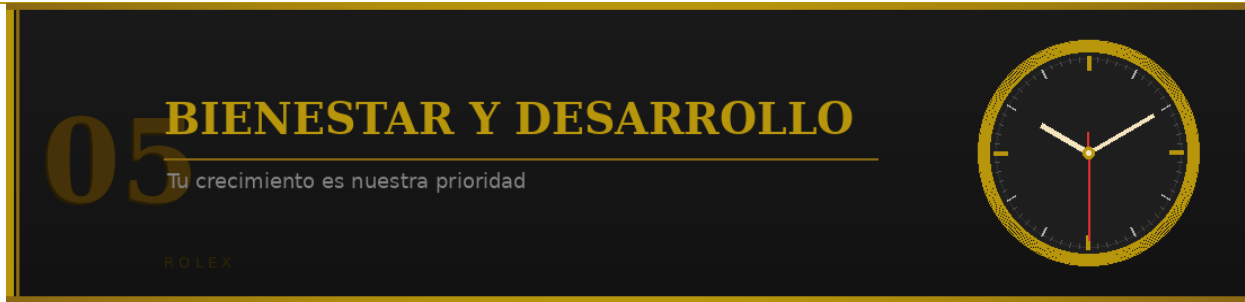 05
BIENESTAR Y DESARROLLO
Tu crecimiento es nuestra prioridad
ROLEX